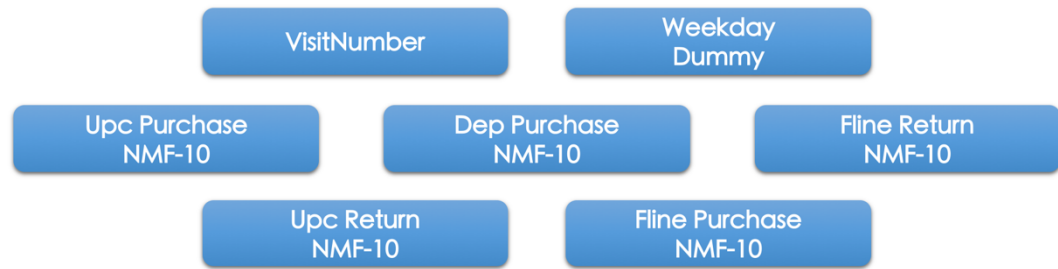 VisitNumber
Weekday
Dummy
Upc Purchase
NMF-10
Dep Purchase
NMF-10
Fline Return
NMF-10
Upc Return
NMF-10
Fline Purchase
NMF-10